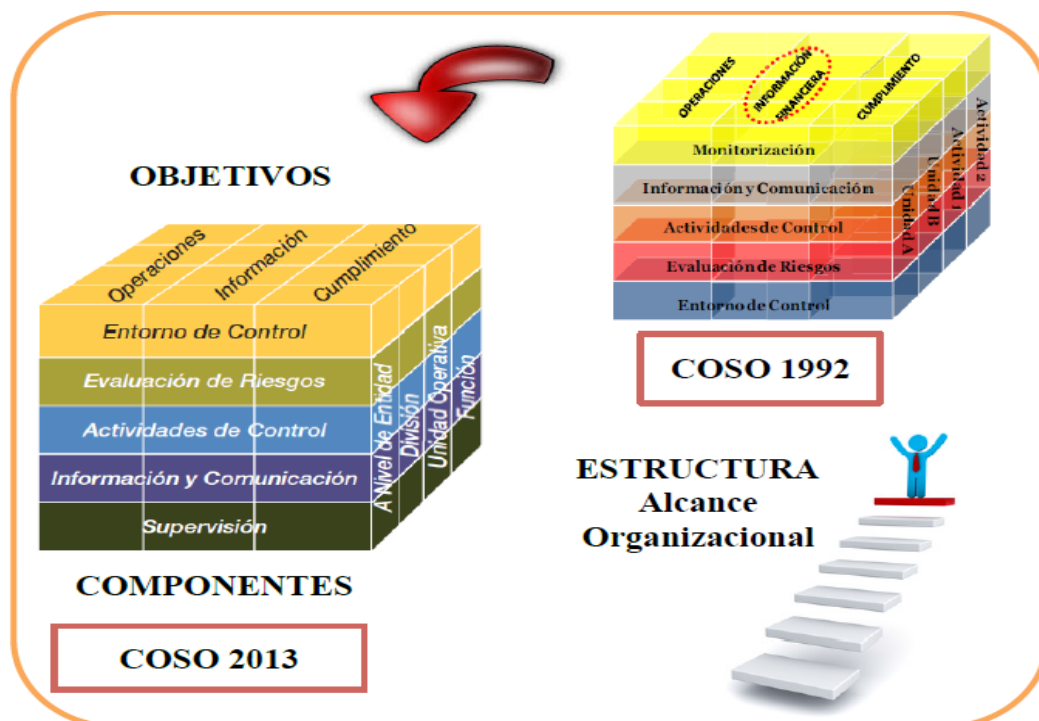 OPERACIONES
INFORMACIÓN
FINANCIERA
CUMPLIMIENTO
Monitorización
Información y Comunicación
Actividades de Control
Evaluación de Riesgos
Entorno de Control
Unidad A
Unidad B
Actividad 1
Actividad 2
COSO 1992
OBJETIVOS
Operaciones
Información
Cumplimiento
Entorno de Control
Evaluación de Riesgos
Actividades de Control
Información y Comunicación
Supervisión
A Nivel de Entidad
División
Unidad Operativa
Función
COMPONENTES
COSO 2013
ESTRUCTURA
Alcance
Organizacional